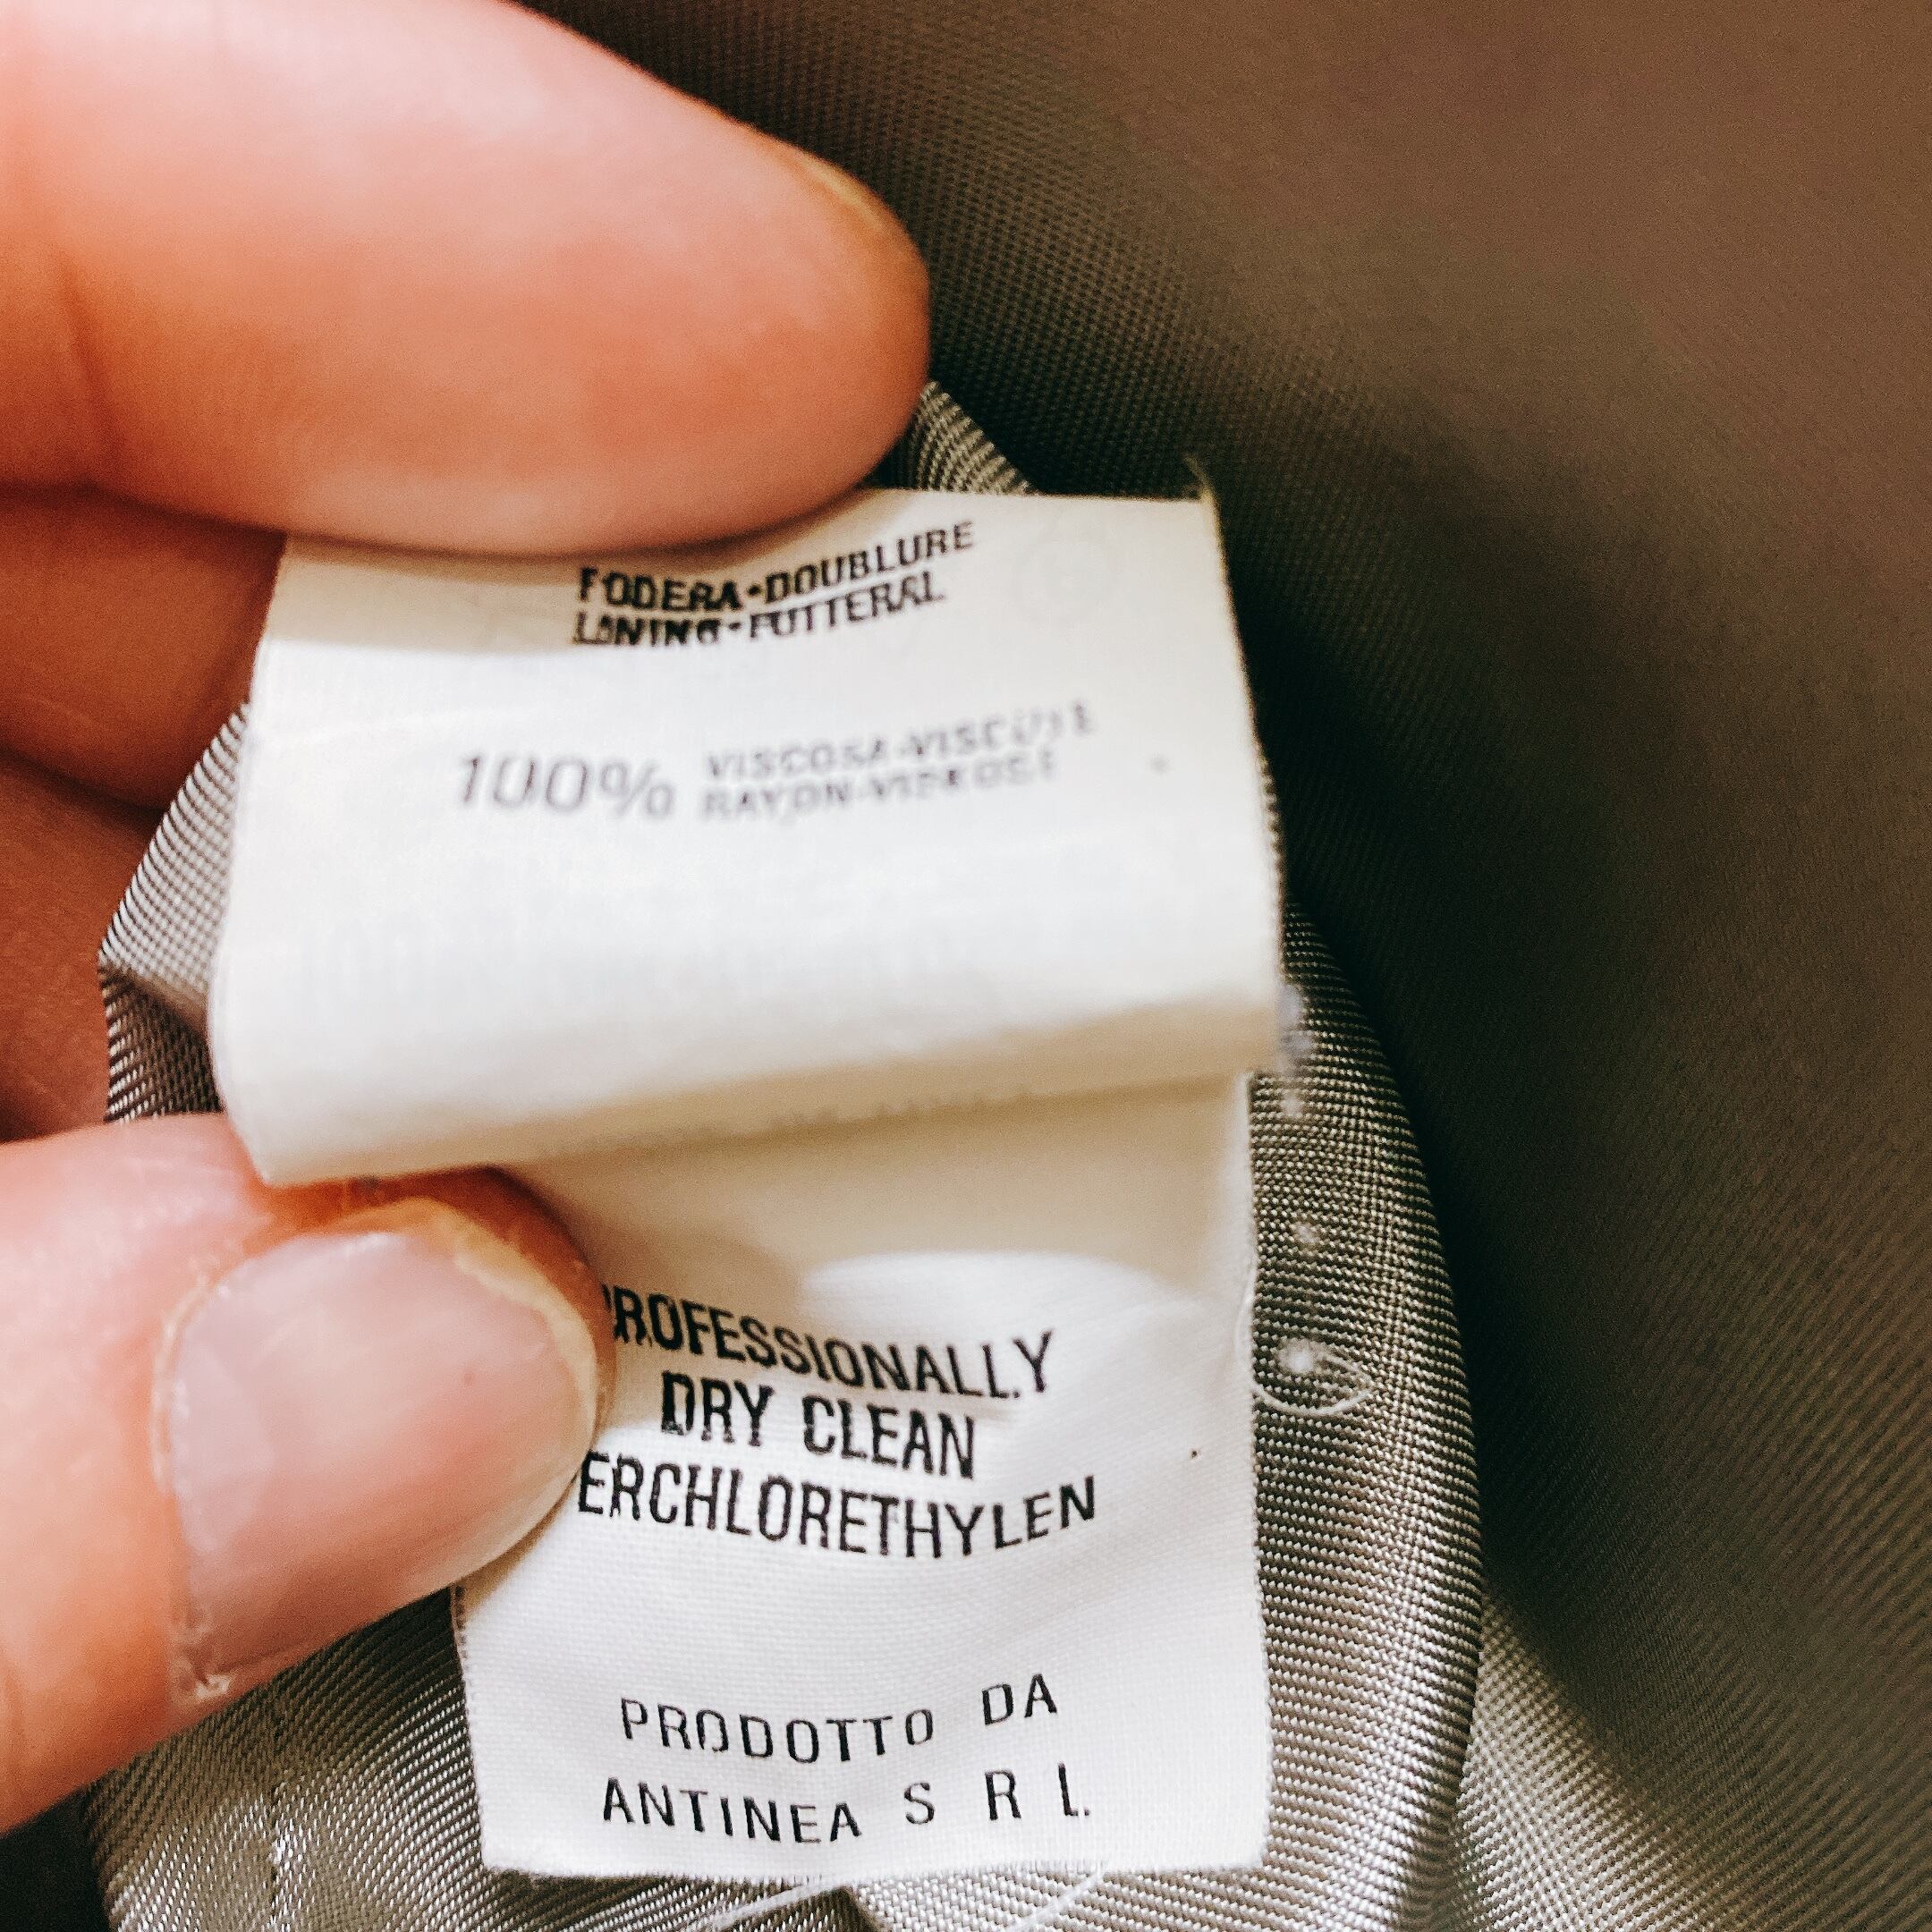 FODERA•DOUBLURE
LINING•FUTTERAL
100% VISCOSA-VISCOSE
RAYON-VISKOSE
PROFESSIONALLY
DRY CLEAN
ERCHLORETHYLEN
PRODOTTO DA
ANTINEA S R L.